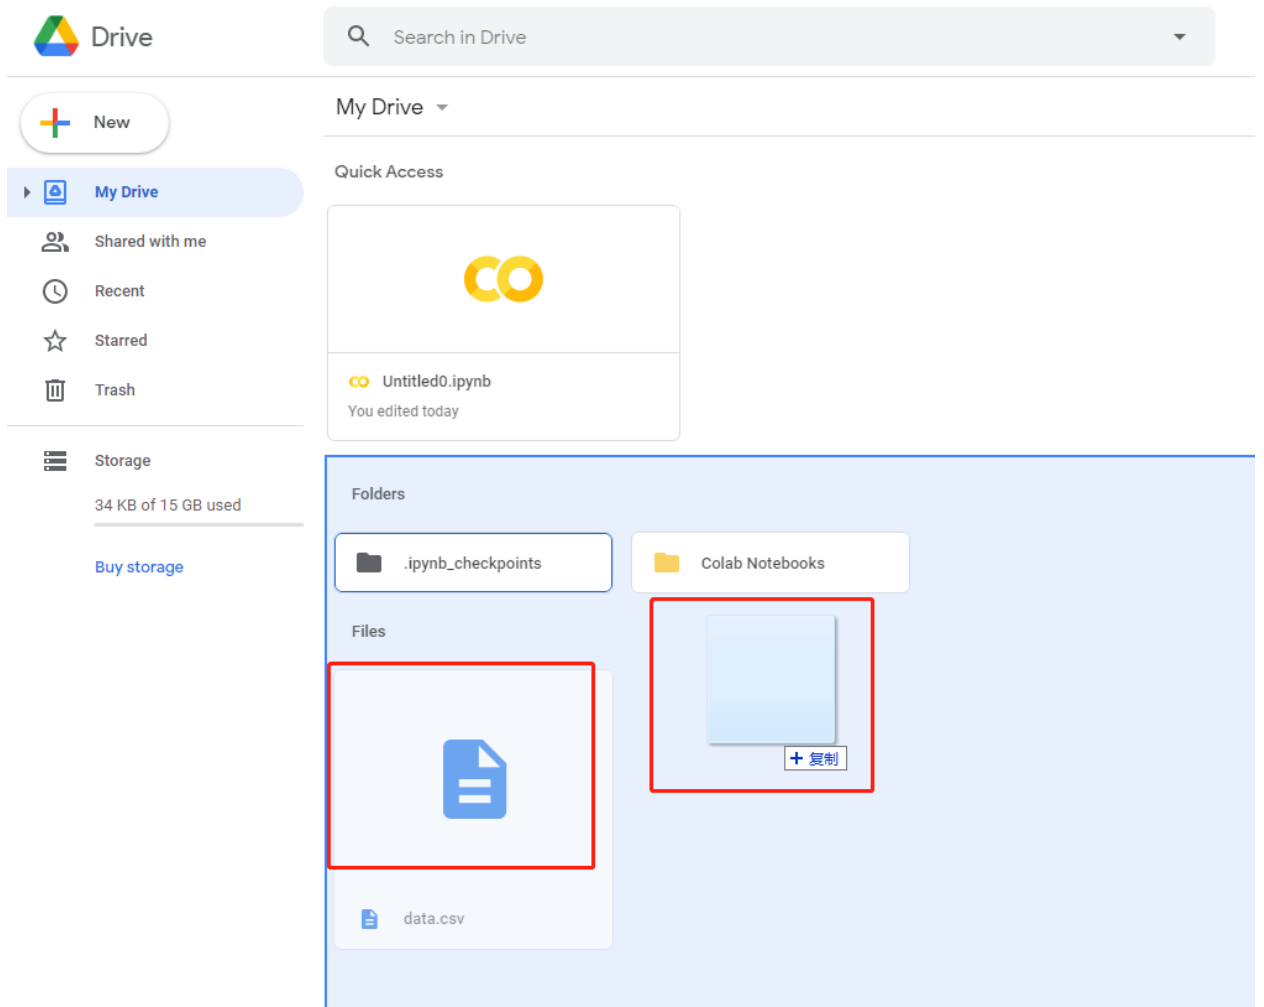 Drive
Search in Drive
New
My Drive
My Drive
Shared with me
Recent
Starred
Trash
Storage
34 KB of 15 GB used
Buy storage
Quick Access
Untitled0.ipynb
You edited today
Folders
.ipynb_checkpoints
Colab Notebooks
Files
+ 复制
data.csv